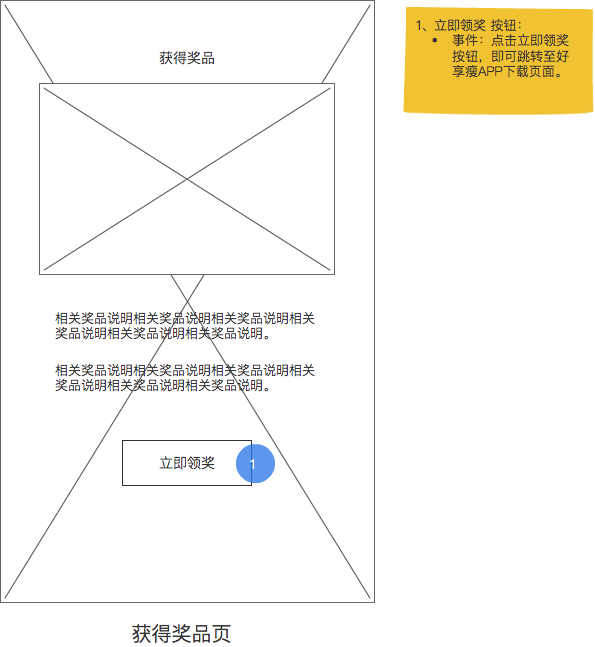 获得奖品
相关奖品说明相关奖品说明相关奖品说明相关
奖品说明相关奖品说明相关奖品说明。
相关奖品说明相关奖品说明相关奖品说明相关
奖品说明相关奖品说明相关奖品说明。
立即领奖
1
获得奖品页
1、立即领奖 按钮：
• 事件：点击立即领奖
按钮，即可跳转至好
享瘦APP下载页面。